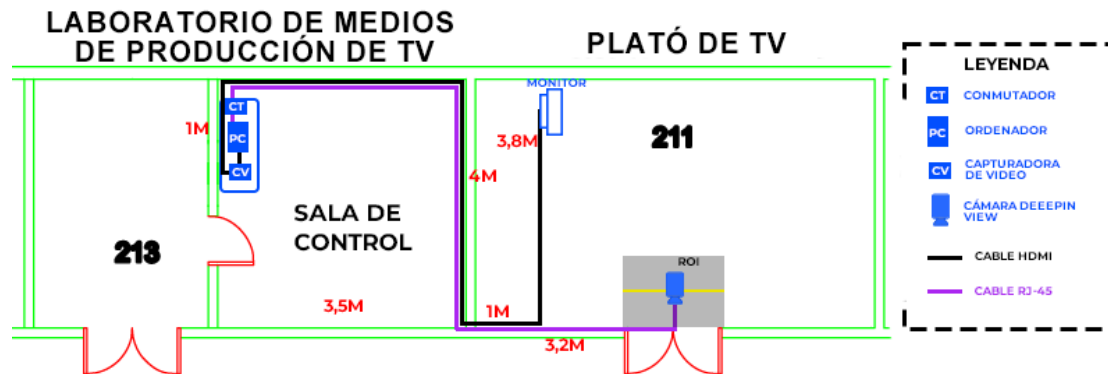 LABORATORIO DE MEDIOS
DE PRODUCCIÓN DE TV
PLATÓ DE TV
LEYENDA
CT CONMUTADOR
PC ORDENADOR
CV CAPTURADORA
DE VIDEO
CÁMARA DEEEPIN
VIEW
CABLE HDMI
CABLE RJ-45
MONITOR
CT
1M
PC
CV
3,8M
211
4M
SALA DE
CONTROL
213
ROI
3,5M
1M
3,2M